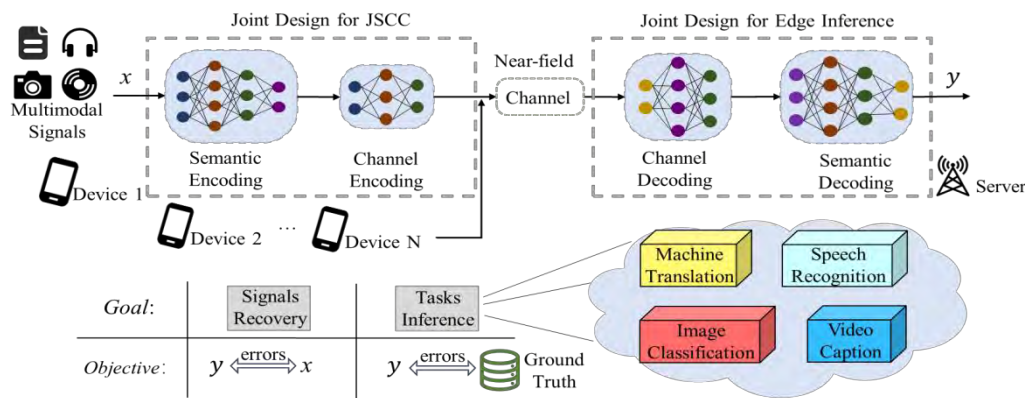 Joint Design for JSCC
Joint Design for Edge Inference
Near-field
x
Channel
y
Multimodal
Signals
Semantic
Encoding
Channel
Encoding
Channel
Decoding
Semantic
Decoding
Device 1
Device 2
...
Device N
Server
Machine
Translation
Speech
Recognition
Image
Classification
Video
Caption
Goal:
Signals
Recovery
Tasks
Inference
Objective:
y errors x
y errors Ground
Truth